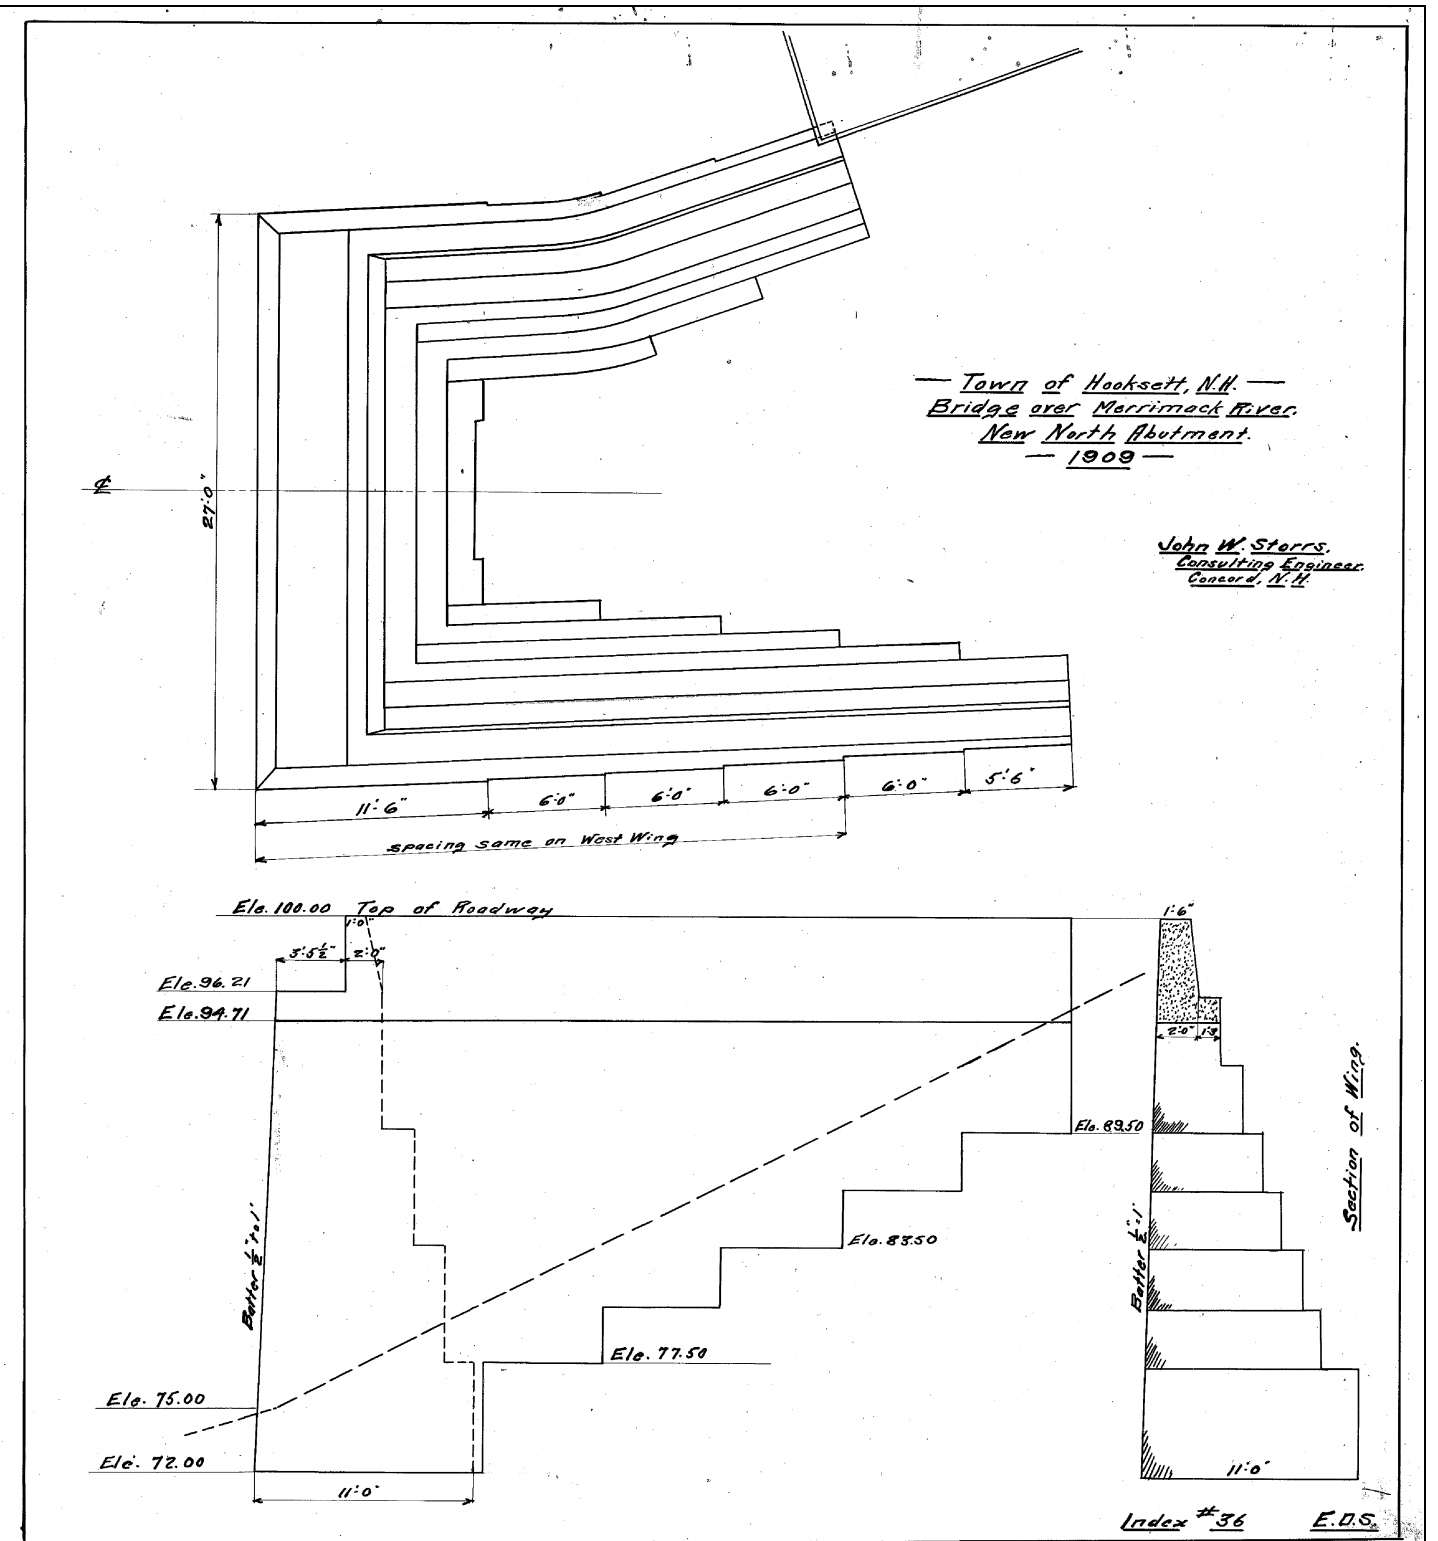 — Town of Hooksett, N.H. —
Bridge over Merrimack River.
New North Abutment.
— 1909 —
John W. Storrs,
Consulting Engineer,
Concord, N.H.
℄
27'-0"
11'-6"
6'-0"
6'-0"
6'-0"
6'-0"
5'-6"
spacing same on West Wing
Ele. 100.00 Top of Roadway
1'-0"
3'-5½"
2'-0"
Ele. 96.21
Ele. 94.71
Batter ½" to 1'
Ele. 89.50
Ele. 83.50
Ele. 77.50
Ele. 75.00
Ele. 72.00
11'-0"
1'-6"
2'-0"
1'-3
Batter ½"-1'
11'-0"
Section of Wing.
Index #36
E.D.S.